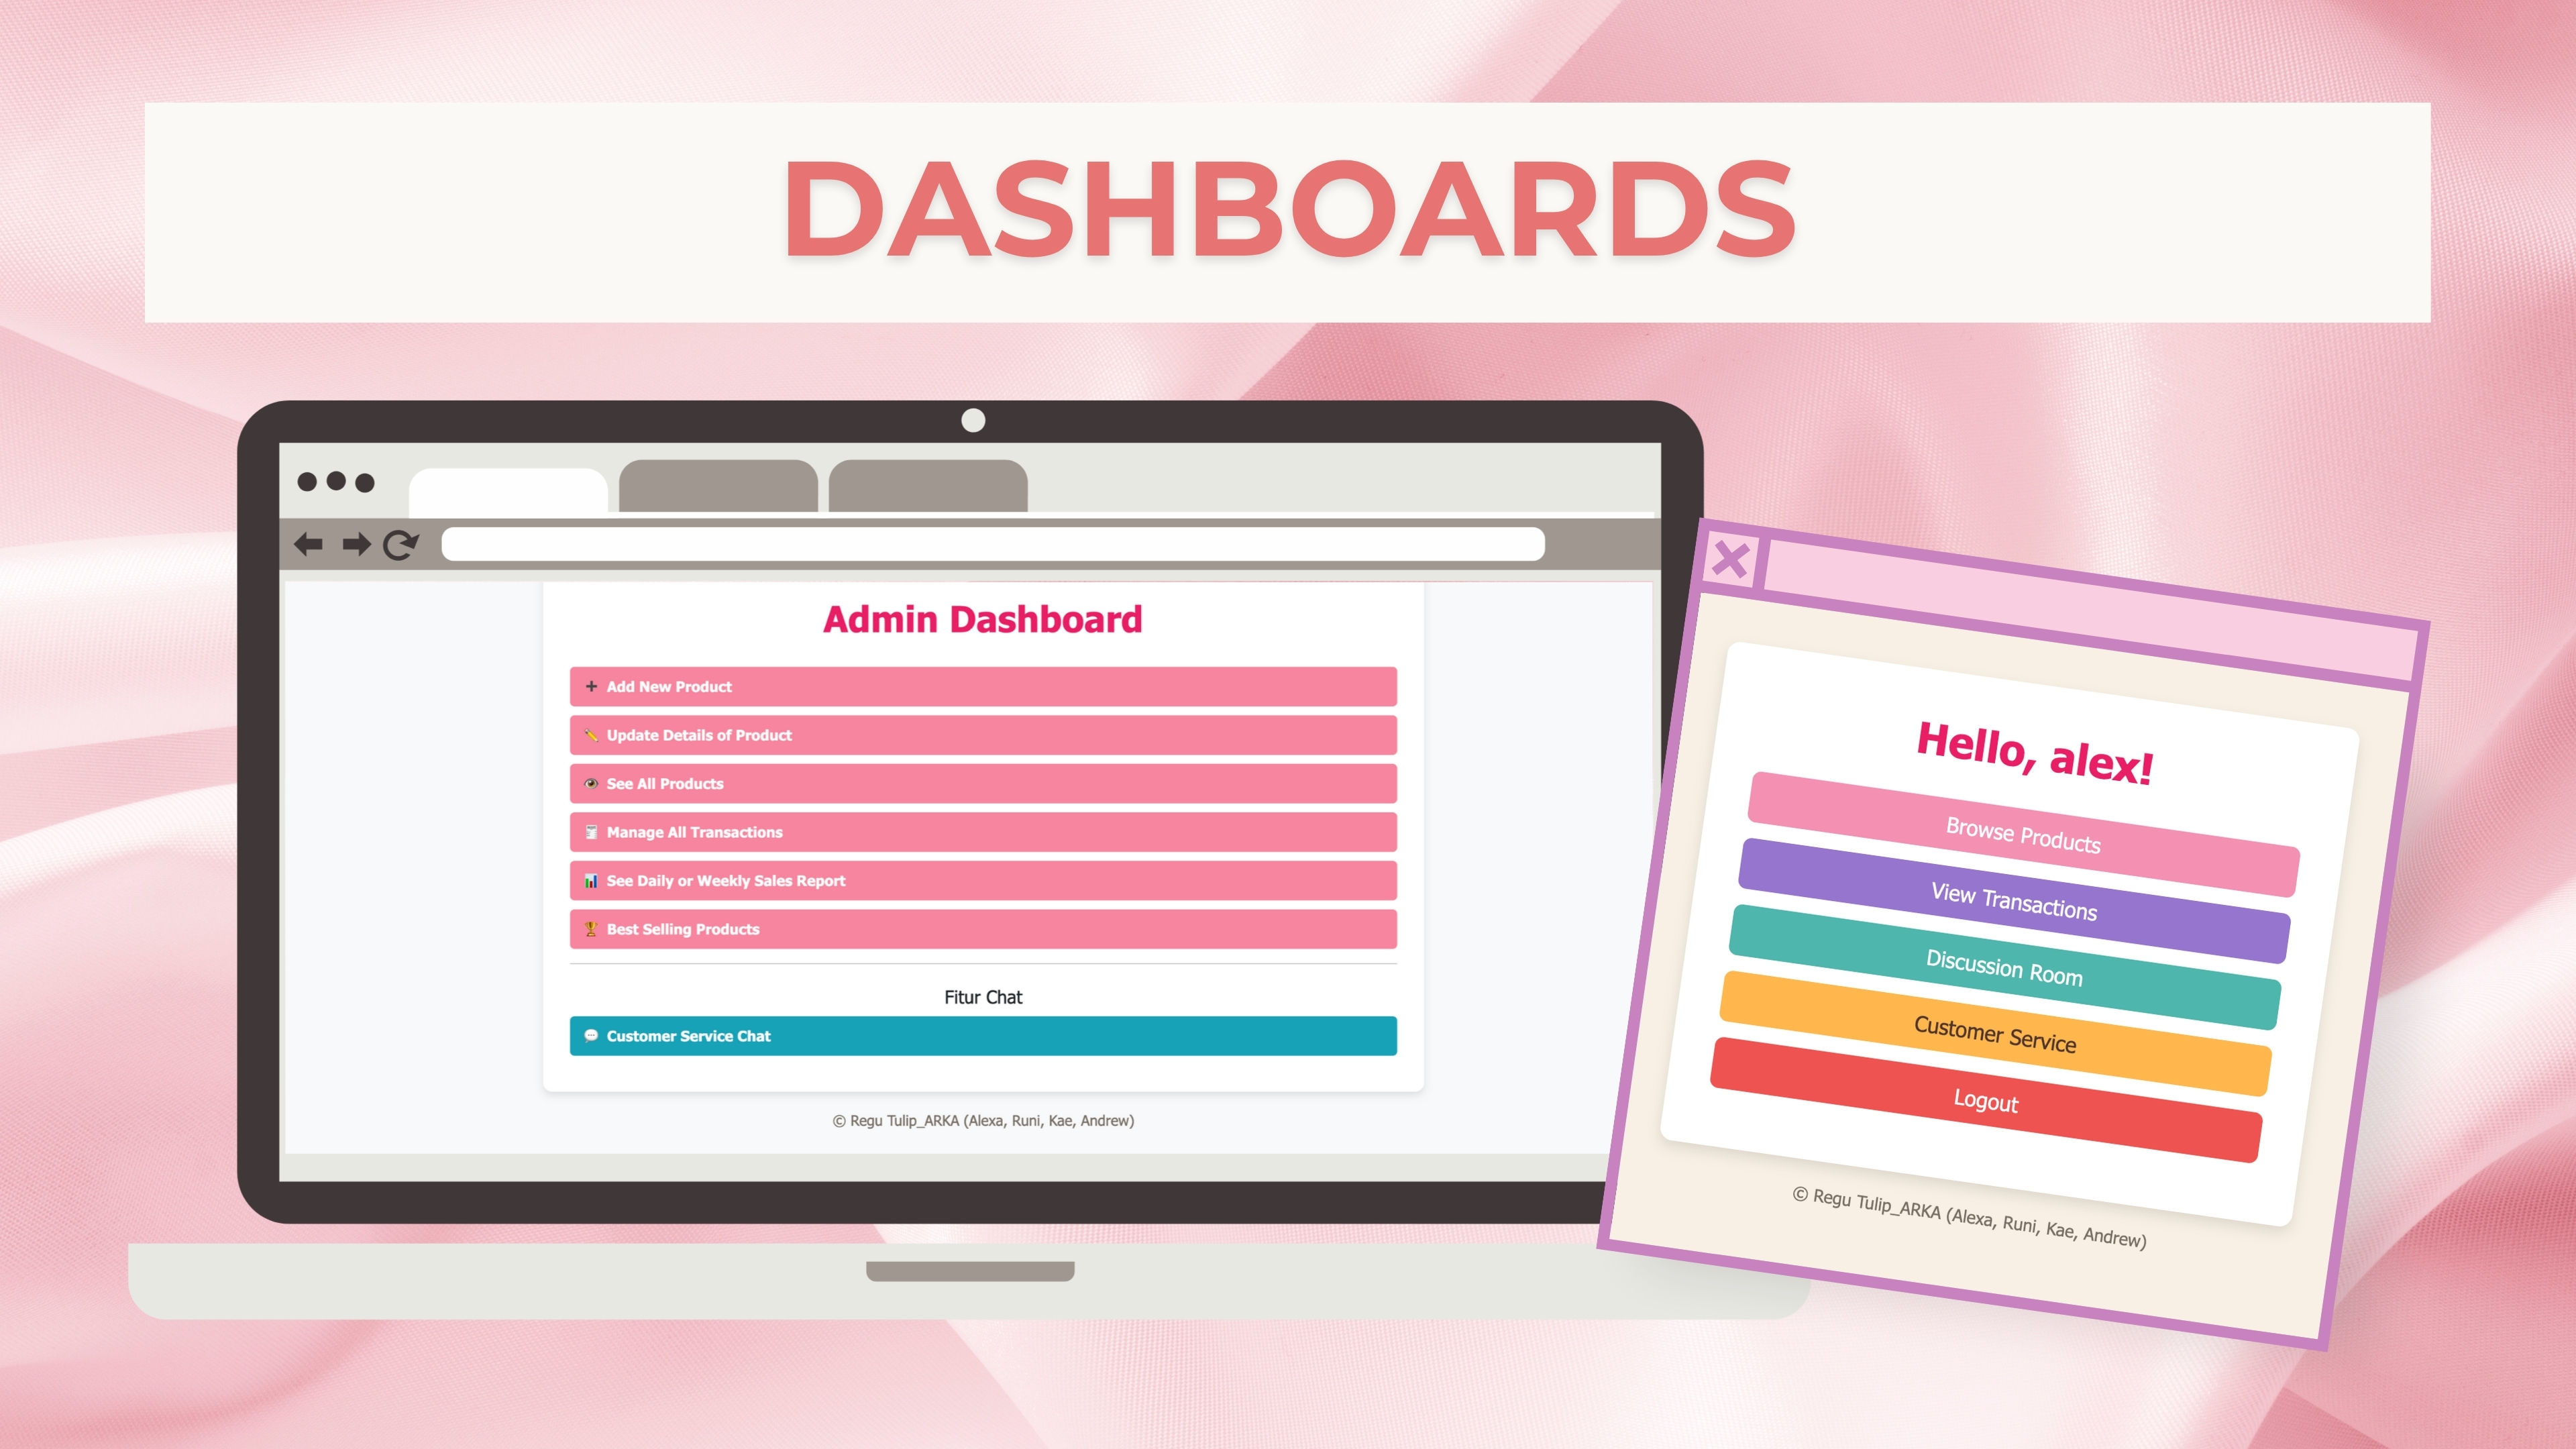 DASHBOARDS
Admin Dashboard
Add New Product
Update Details of Product
See All Products
Manage All Transactions
See Daily or Weekly Sales Report
Best Selling Products
Fitur Chat
Customer Service Chat
© Regu Tulip_ARKA (Alexa, Runi, Kae, Andrew)
Hello, alex!
Browse Products
View Transactions
Discussion Room
Customer Service
Logout
© Regu Tulip_ARKA (Alexa, Runi, Kae, Andrew)